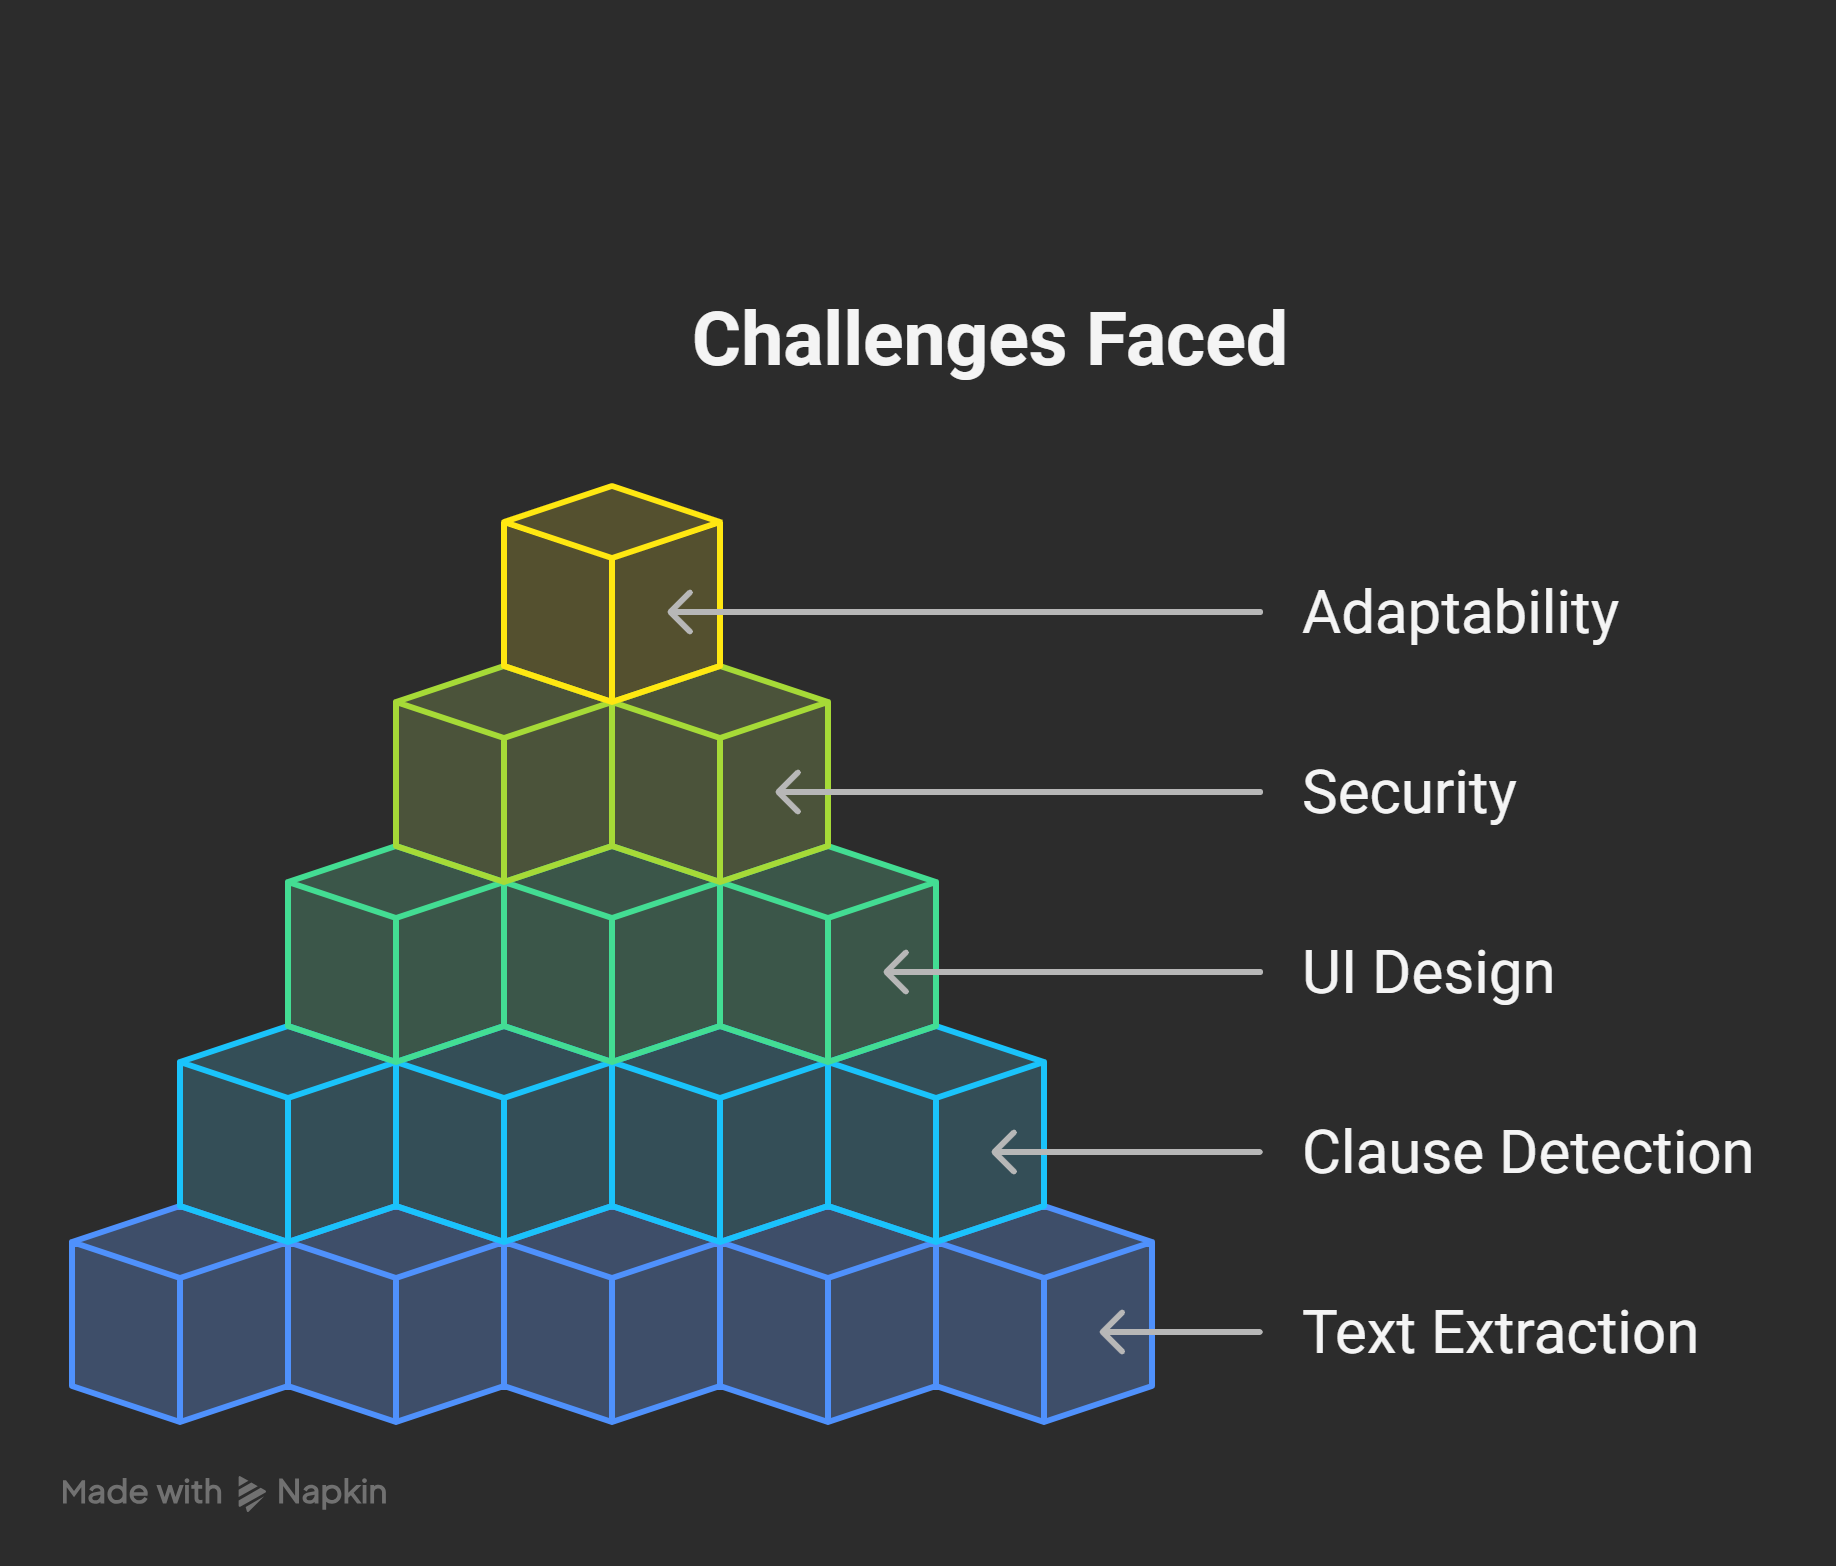 Challenges Faced
Adaptability
Security
UI Design
Clause Detection
Text Extraction
Made with Napkin